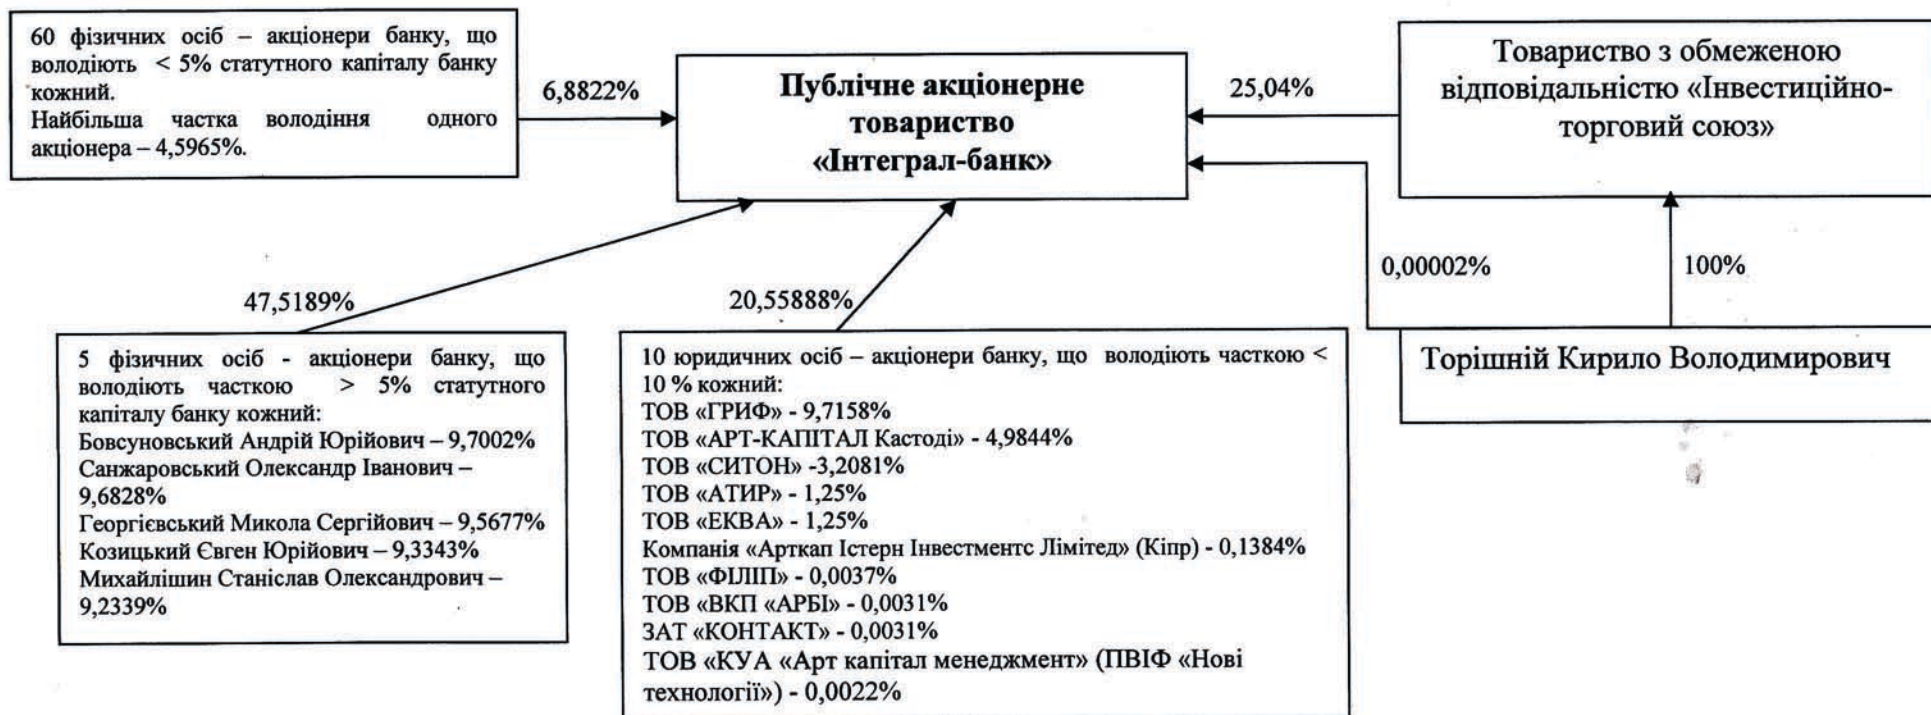 60 фізичних осіб – акціонери банку, що
володіють < 5% статутного капіталу банку
кожний.
Найбільша частка володіння одного
акціонера – 4,5965%.
6,8822%
Публічне акціонерне
товариство
«Інтеграл-банк»
25,04%
Товариство з обмеженою
відповідальністю «Інвестиційно-
торговий союз»
47,5189%
20,55888%
0,00002%
100%
5 фізичних осіб - акціонери банку, що
володіють часткою > 5% статутного
капіталу банку кожний:
Бовсуновський Андрій Юрійович – 9,7002%
Санжаровський Олександр Іванович –
9,6828%
Георгієвський Микола Сергійович – 9,5677%
Козицький Євген Юрійович – 9,3343%
Михайлішин Станіслав Олександрович –
9,2339%
10 юридичних осіб – акціонери банку, що володіють часткою <
10 % кожний:
ТОВ «ГРИФ» - 9,7158%
ТОВ «АРТ-КАПІТАЛ Кастоді» - 4,9844%
ТОВ «СИТОН» -3,2081%
ТОВ «АТИР» - 1,25%
ТОВ «ЕКВА» - 1,25%
Компанія «Арткап Істерн Інвестментс Лімітед» (Кіпр) - 0,1384%
ТОВ «ФІЛІП» - 0,0037%
ТОВ «ВКП «АРБІ» - 0,0031%
ЗАТ «КОНТАКТ» - 0,0031%
ТОВ «КУА «Арт капітал менеджмент» (ПВІФ «Нові
технології») - 0,0022%
Торішній Кирило Володимирович